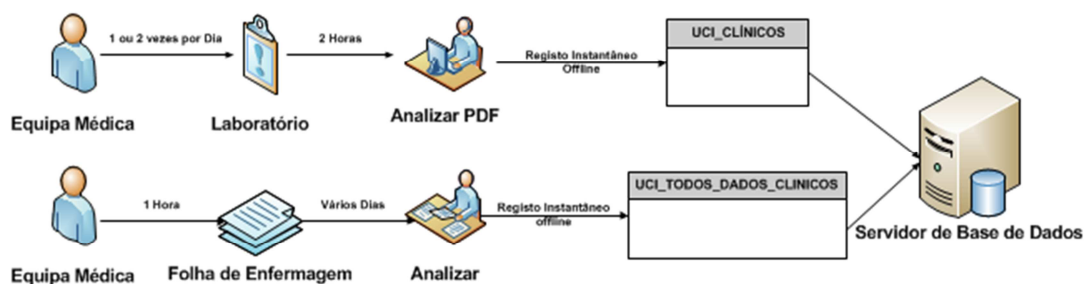 1 ou 2 vezes por Dia
2 Horas
Registo Instantâneo
Offline
UCI_CLÍNICOS
Equipa Médica
Laboratório
Analizar PDF
1 Hora
Vários Dias
Registo Instantâneo
offline
UCI_TODOS_DADOS_CLINICOS
Servidor de Base de Dados
Equipa Médica
Folha de Enfermagem
Analizar